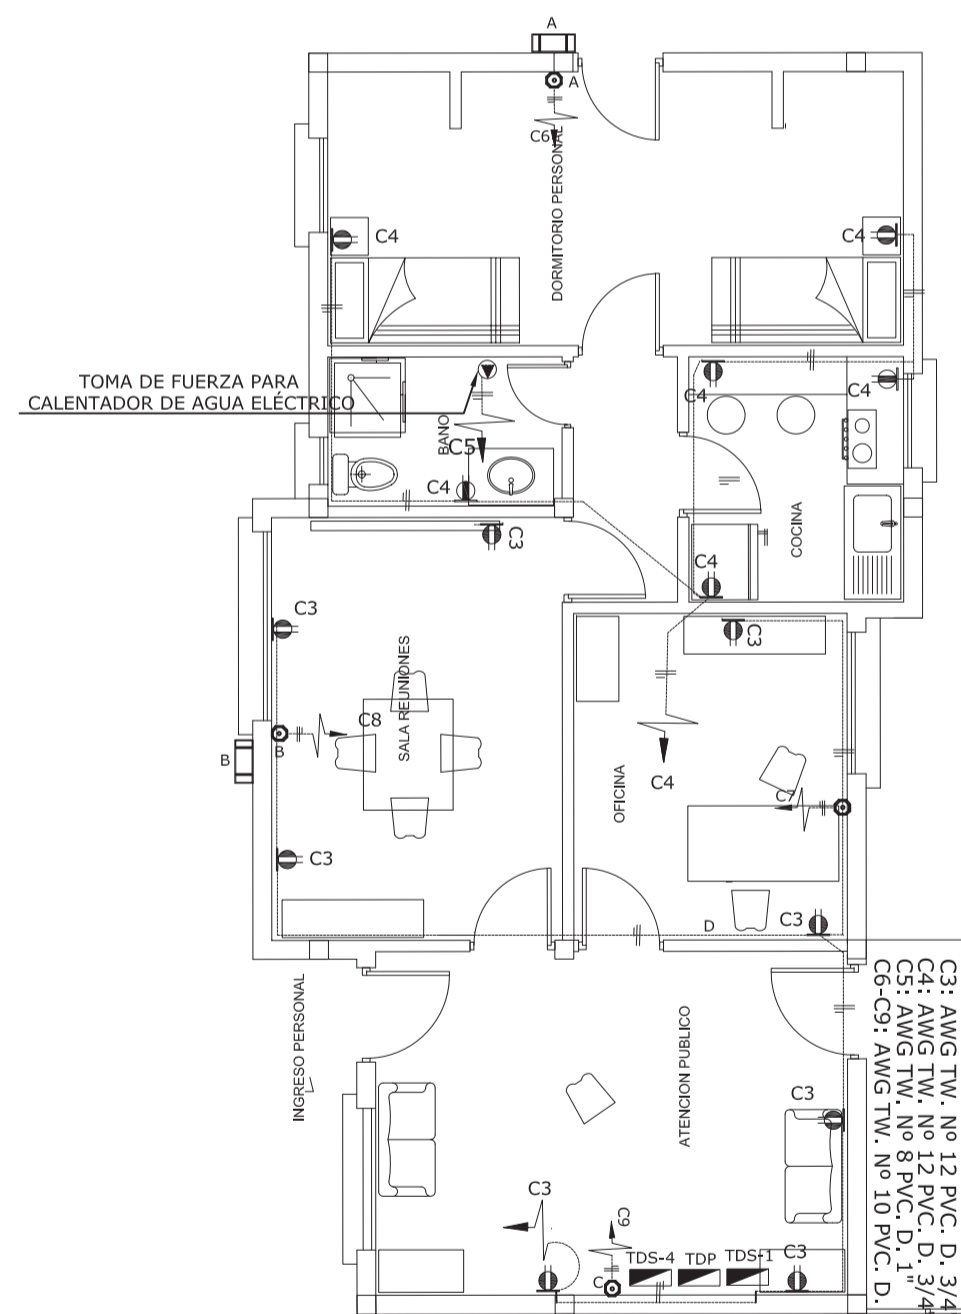 A
A
C6
DORMITORIO PERSONAL
C4
C4
TOMA DE FUERZA PARA
CALENTADOR DE AGUA ELÉCTRICO
C4
C4
BANO
C5
C4
COCINA
C3
C4
C3
C3
SALA REUNIONES
C8
B
B
OFICINA
C4
C7
C3
C3
D
INGRESO PERSONAL
ATENCION PUBLICO
C3: AWG TW. Nº 12 PVC. D. 3/4
C4: AWG TW. Nº 12 PVC. D. 3/4"
C5: AWG TW. Nº 8 PVC. D. 1"
C6-C9: AWG TW. Nº 10 PVC. D.
C3
C3
C9
C
TDS-4
TDP
TDS-1
C3